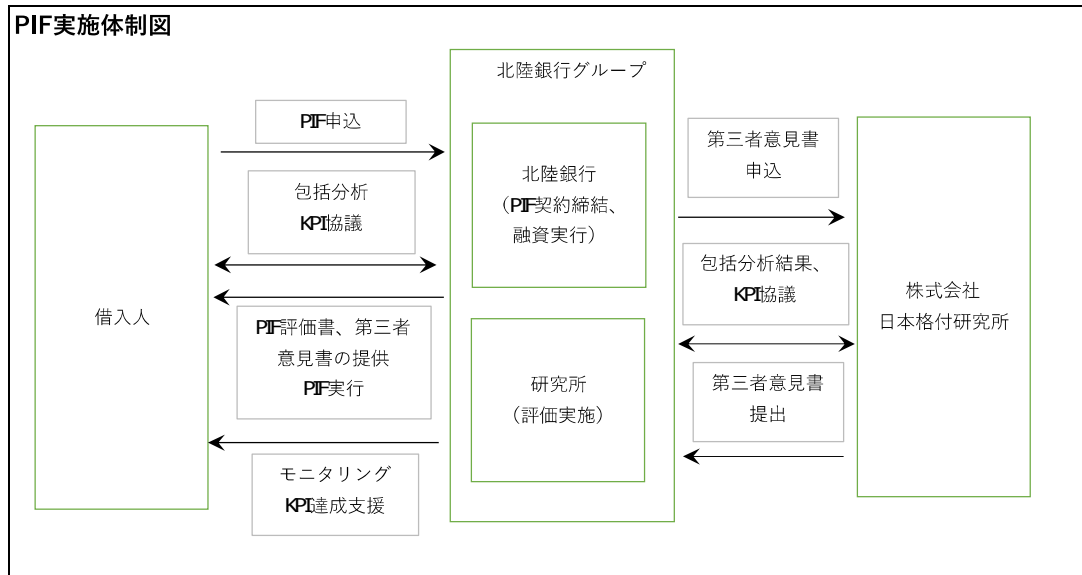 PIF実施体制図
北陸銀行グループ
PIF申込
包括分析
KPI協議
借入人
PIF評価書、第三者
意見書の提供
PIF実行
モニタリング
KPI達成支援
北陸銀行
（PIF契約締結、
融資実行）
研究所
（評価実施）
第三者意見書
申込
包括分析結果、
KPI協議
第三者意見書
提出
株式会社
日本格付研究所